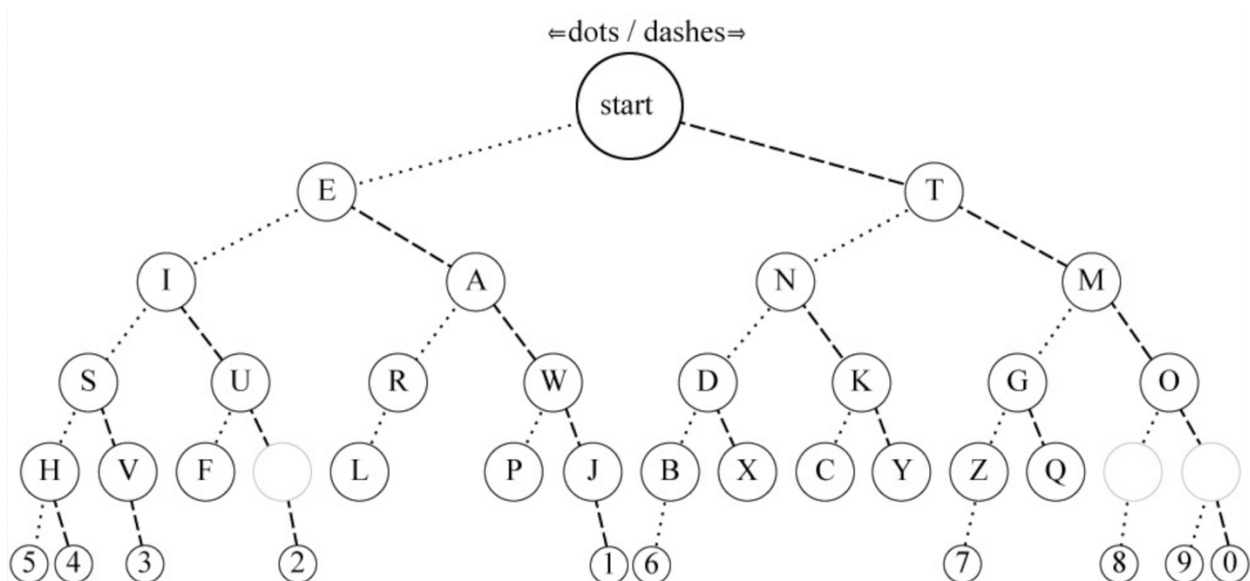 ⇐dots / dashes⇒
start
E T
I A N M
S U R W D K G O
H V F L P J B X C Y Z Q
5 4 3 2 1 6 7 8 9 0